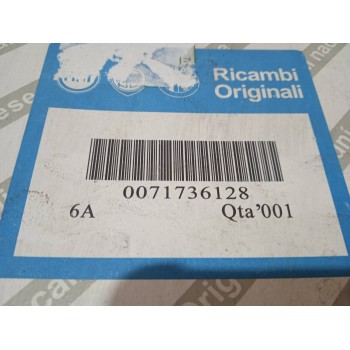 Ricambi
Originali
0071736128
6A Qta'001